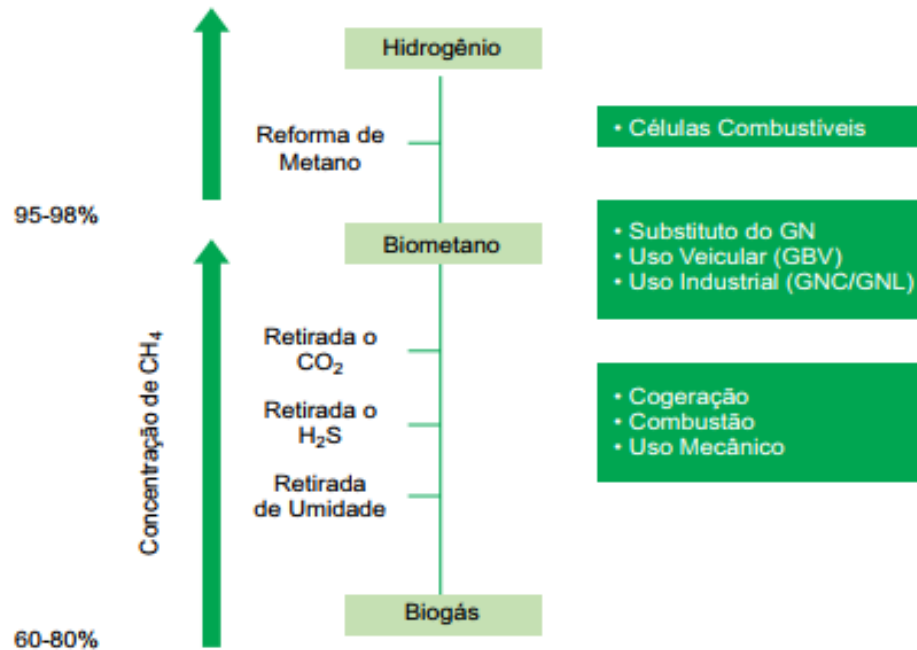 Hidrogênio
Reforma de
Metano
• Células Combustíveis
95-98%
Biometano
• Substituto do GN
• Uso Veicular (GBV)
• Uso Industrial (GNC/GNL)
Concentração de CH₄
Retirada o
CO₂
Retirada o
H₂S
Retirada
de Umidade
• Cogeração
• Combustão
• Uso Mecânico
Biogás
60-80%